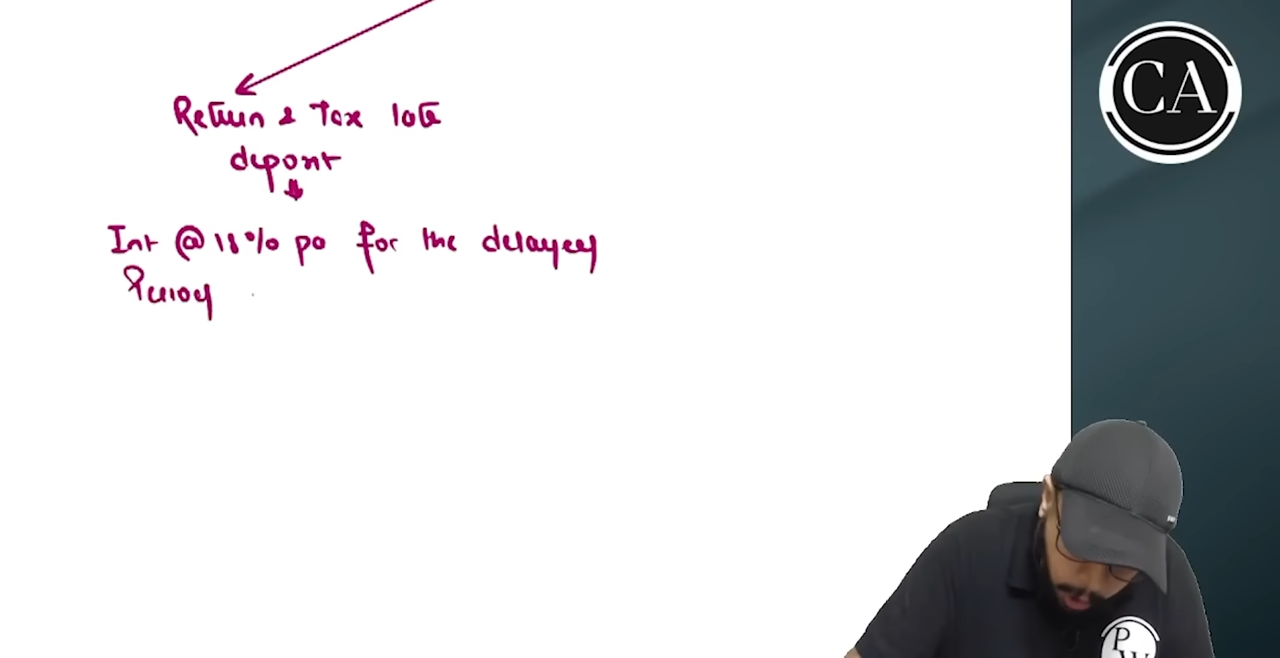 Return & Tax late
deposit
Int @ 18% pa for the delayed
Period
CA
P
W